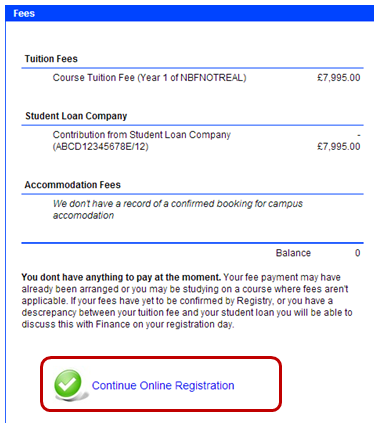 Fees
Tuition Fees
Course Tuition Fee (Year 1 of NBFNOTREAL) £7,995.00
Student Loan Company
Contribution from Student Loan Company -
(ABCD12345678E/12) £7,995.00
Accommodation Fees
We don't have a record of a confirmed booking for campus
accomodation
Balance 0
You dont have anything to pay at the moment. Your fee payment may have
already been arranged or you may be studying on a course where fees aren't
applicable. If your fees have yet to be confirmed by Registry, or you have a
descrepancy between your tuition fee and your student loan you will be able to
discuss this with Finance on your registration day.
Continue Online Registration